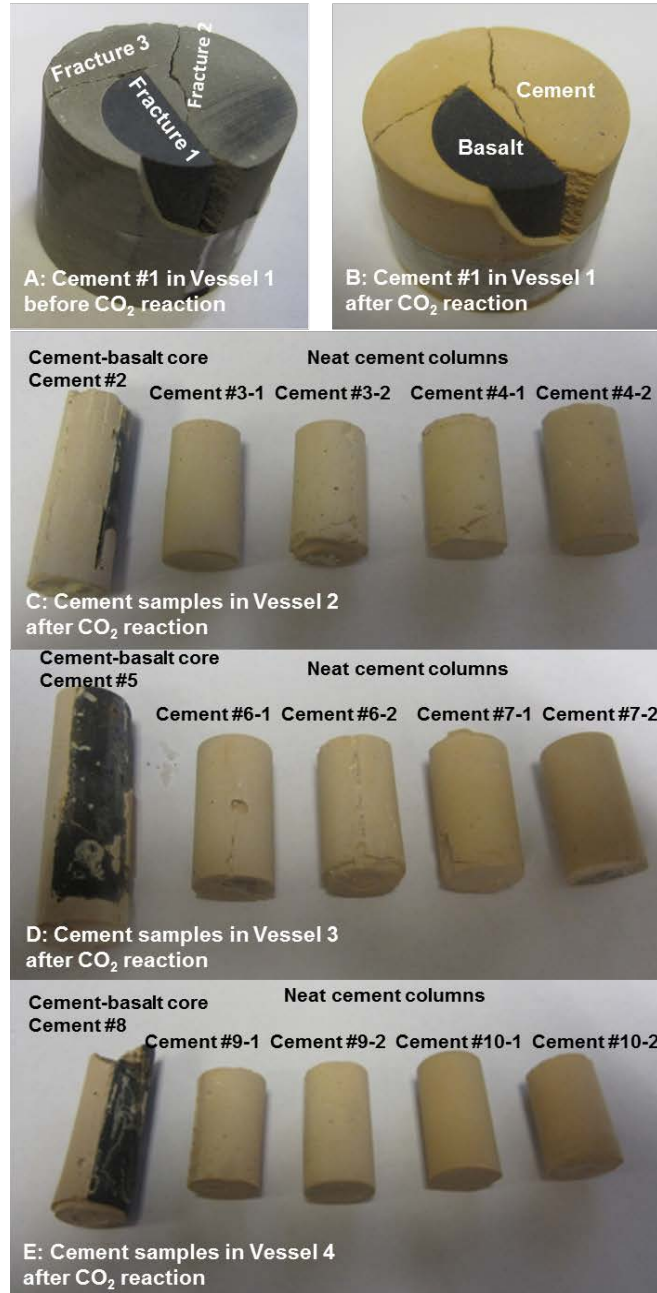 Fracture 3
Fracture 2
Fracture 1
A: Cement #1 in Vessel 1
before CO₂ reaction
Cement
Basalt
B: Cement #1 in Vessel 1
after CO₂ reaction
Cement-basalt core
Cement #2
Neat cement columns
Cement #3-1
Cement #3-2
Cement #4-1
Cement #4-2
C: Cement samples in Vessel 2
after CO₂ reaction
Cement-basalt core
Cement #5
Neat cement columns
Cement #6-1
Cement #6-2
Cement #7-1
Cement #7-2
D: Cement samples in Vessel 3
after CO₂ reaction
Cement-basalt core
Cement #8
Neat cement columns
Cement #9-1
Cement #9-2
Cement #10-1
Cement #10-2
E: Cement samples in Vessel 4
after CO₂ reaction